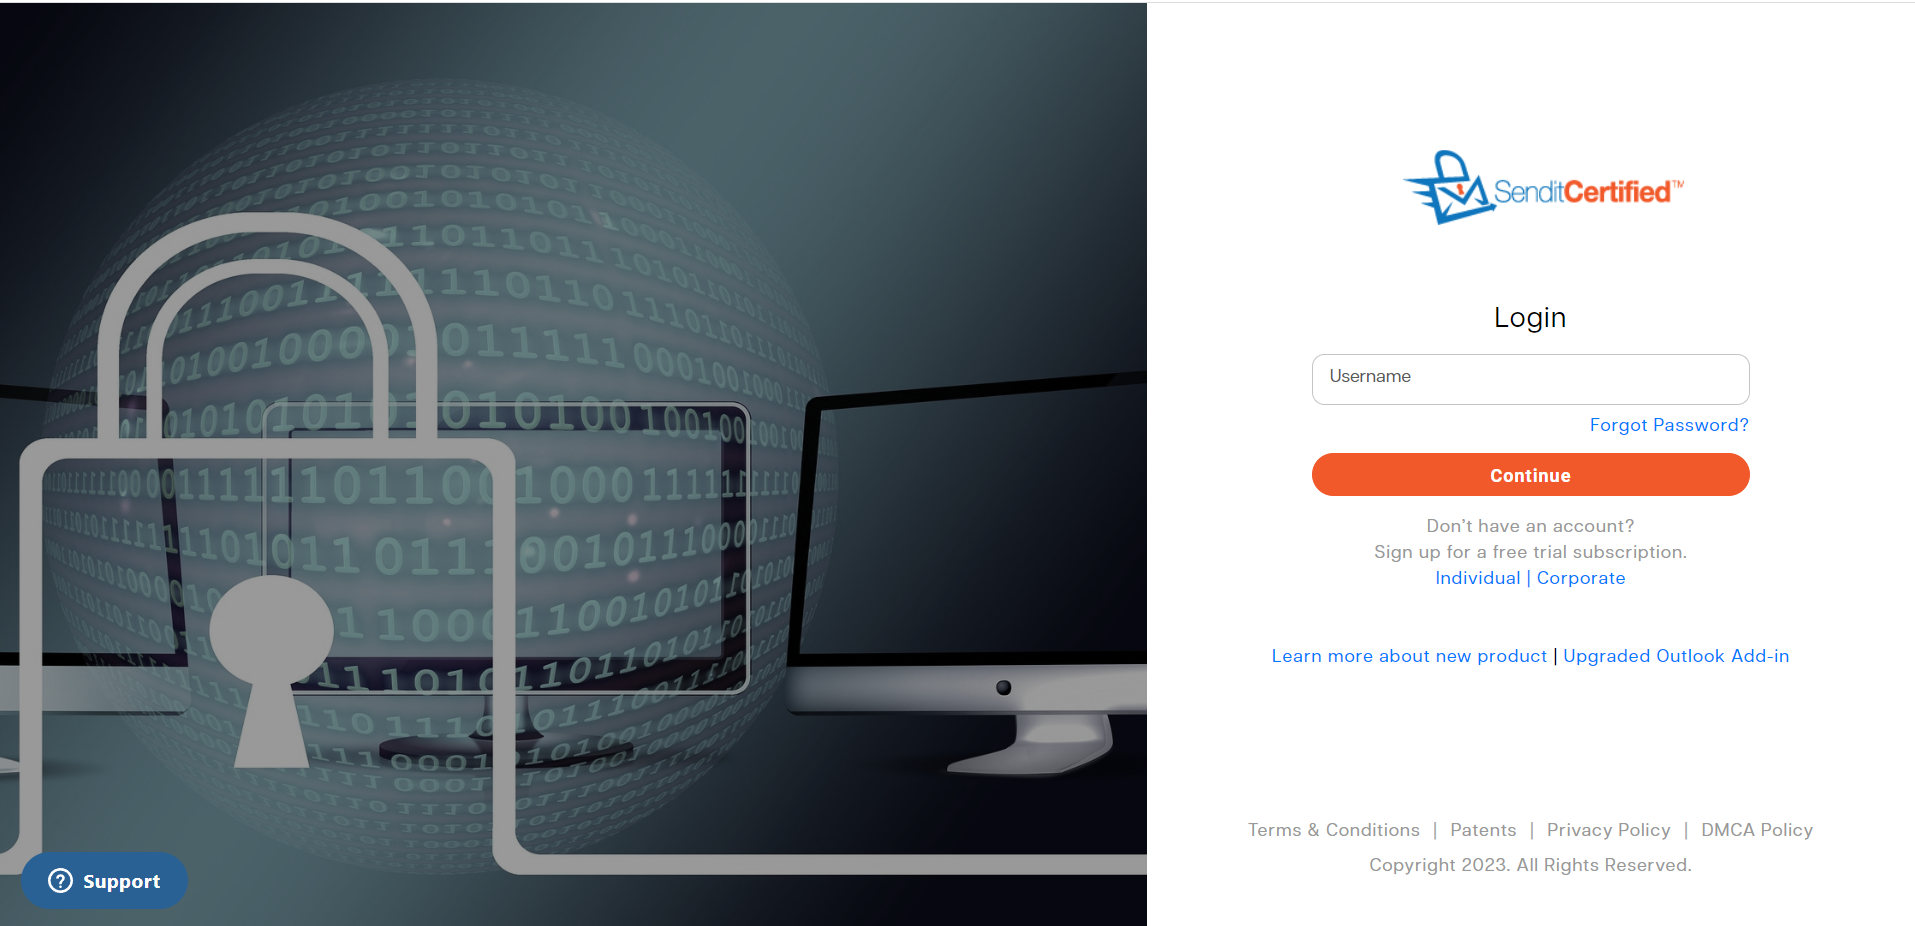 SenditCertified™
Login
Username
Forgot Password?
Continue
Don’t have an account?
Sign up for a free trial subscription.
Individual | Corporate
Learn more about new product | Upgraded Outlook Add-in
Terms & Conditions | Patents | Privacy Policy | DMCA Policy
Copyright 2023. All Rights Reserved.
Support